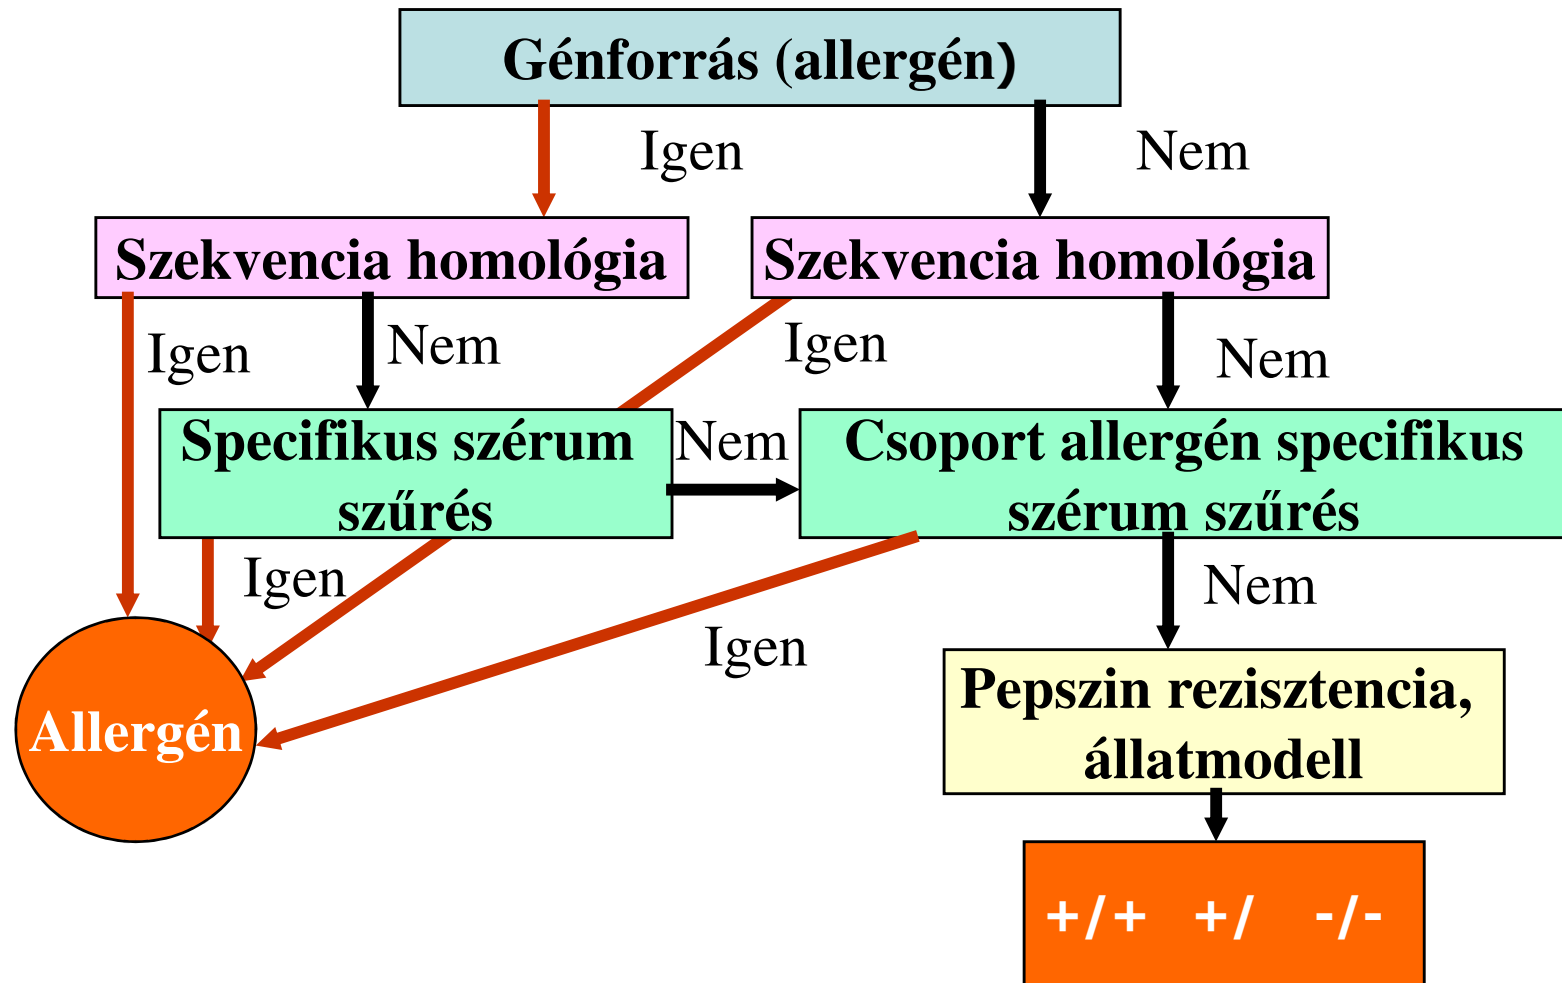 Génforrás (allergén)
Igen
Nem
Szekvencia homológia
Szekvencia homológia
Igen
Nem
Igen
Nem
Specifikus szérum
szűrés
Nem
Csoport allergén specifikus
szérum szűrés
Igen
Igen
Nem
Allergén
Pepszin rezisztencia,
állatmodell
+/+ +/ -/-